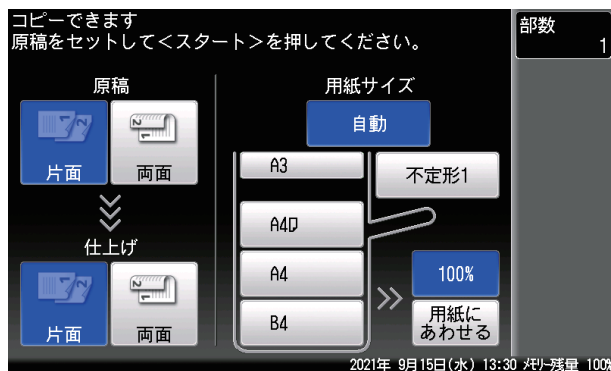 コピーできます
原稿をセットして<スタート>を押してください。
部数
1
原稿
片面
両面
仕上げ
片面
両面
用紙サイズ
自動
A3
不定形1
A4
A4
B4
100%
用紙に
あわせる
2021年 9月15日(水) 13:30 メモリー残量 100%